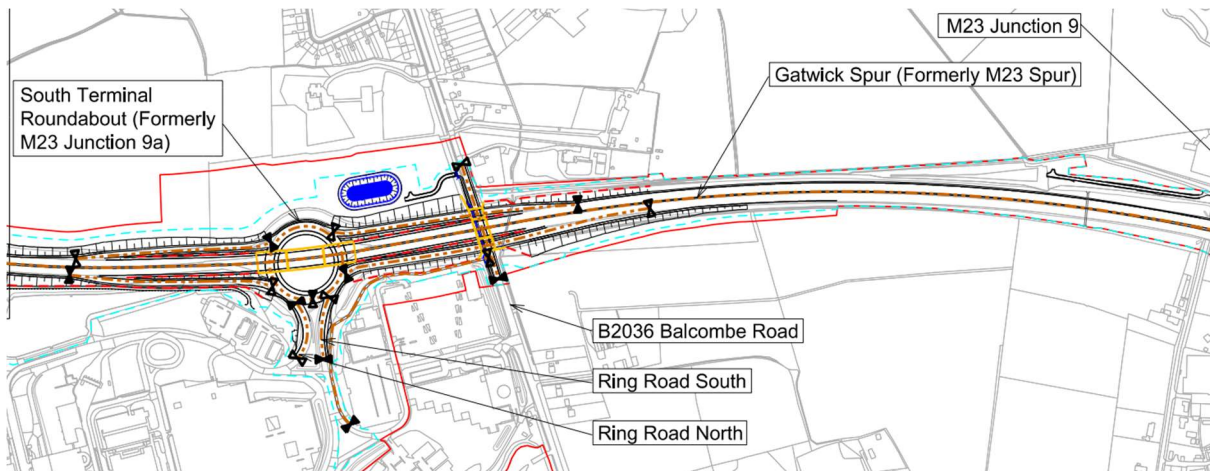 M23 Junction 9
Gatwick Spur (Formerly M23 Spur)
South Terminal
Roundabout (Formerly
M23 Junction 9a)
B2036 Balcombe Road
Ring Road South
Ring Road North